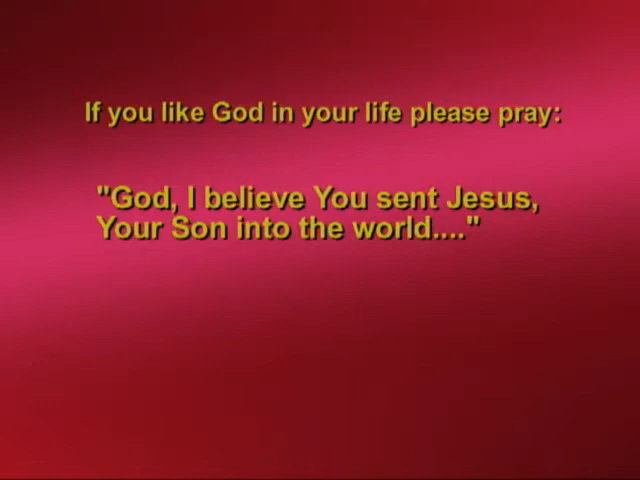 If you like God in your life please pray:
"God, I believe You sent Jesus,
Your Son into the world...."